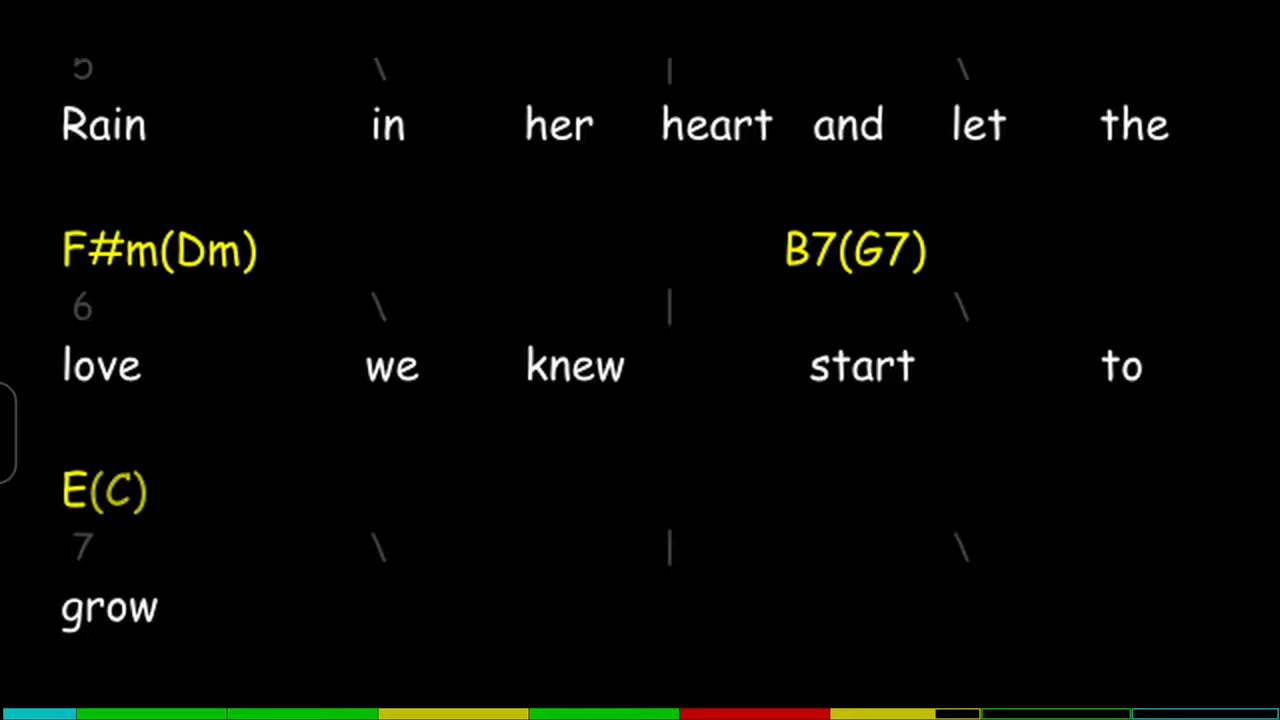 5 \ | \
Rain in her heart and let the
F#m(Dm) B7(G7)
6 \ | \
love we knew start to
E(C)
7 \ | \
grow